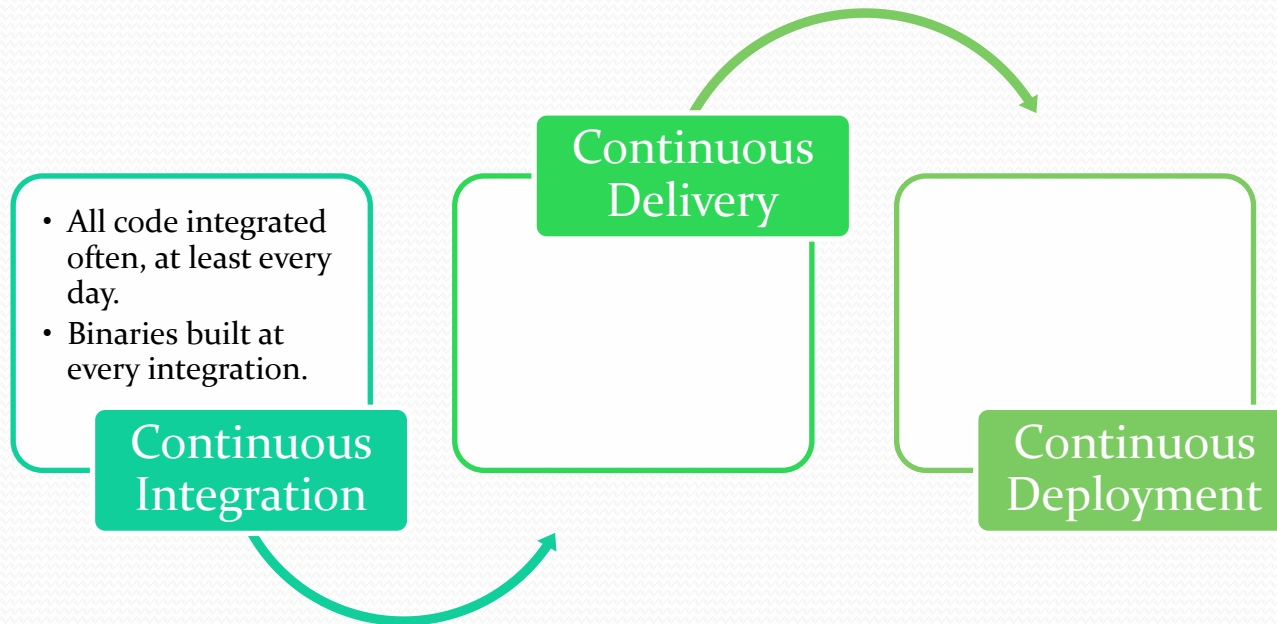 • All code integrated
often, at least every
day.
• Binaries built at
every integration.
Continuous
Integration
Continuous
Delivery
Continuous
Deployment